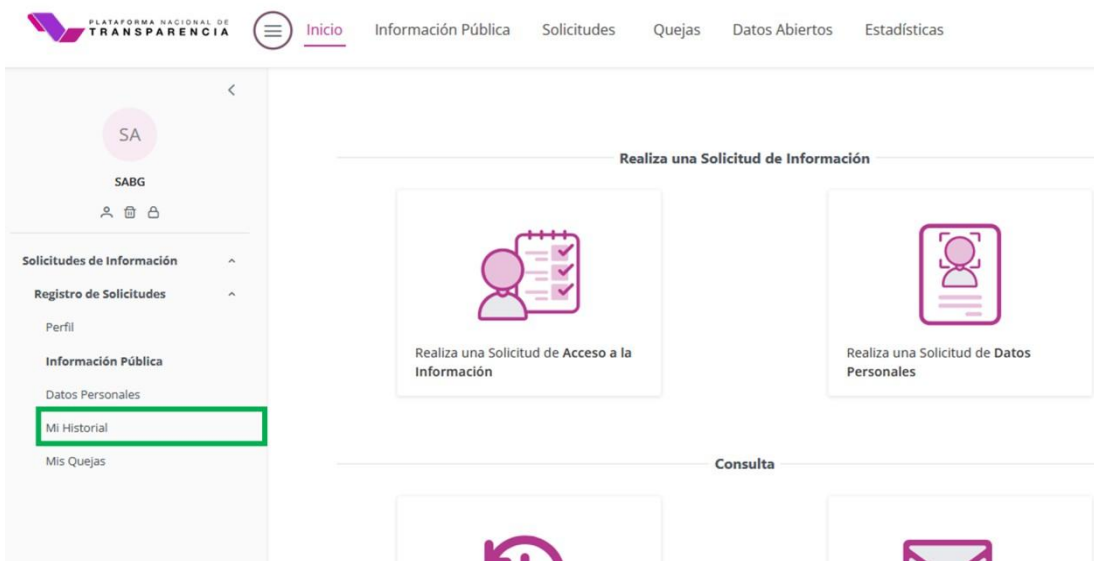 PLATAFORMA NACIONAL DE
TRANSPARENCIA
Inicio
Información Pública
Solicitudes
Quejas
Datos Abiertos
Estadísticas
SA
SABG
Solicitudes de Información
Registro de Solicitudes
Perfil
Información Pública
Datos Personales
Mi Historial
Mis Quejas
Realiza una Solicitud de Información
Realiza una Solicitud de Acceso a la
Información
Realiza una Solicitud de Datos
Personales
Consulta